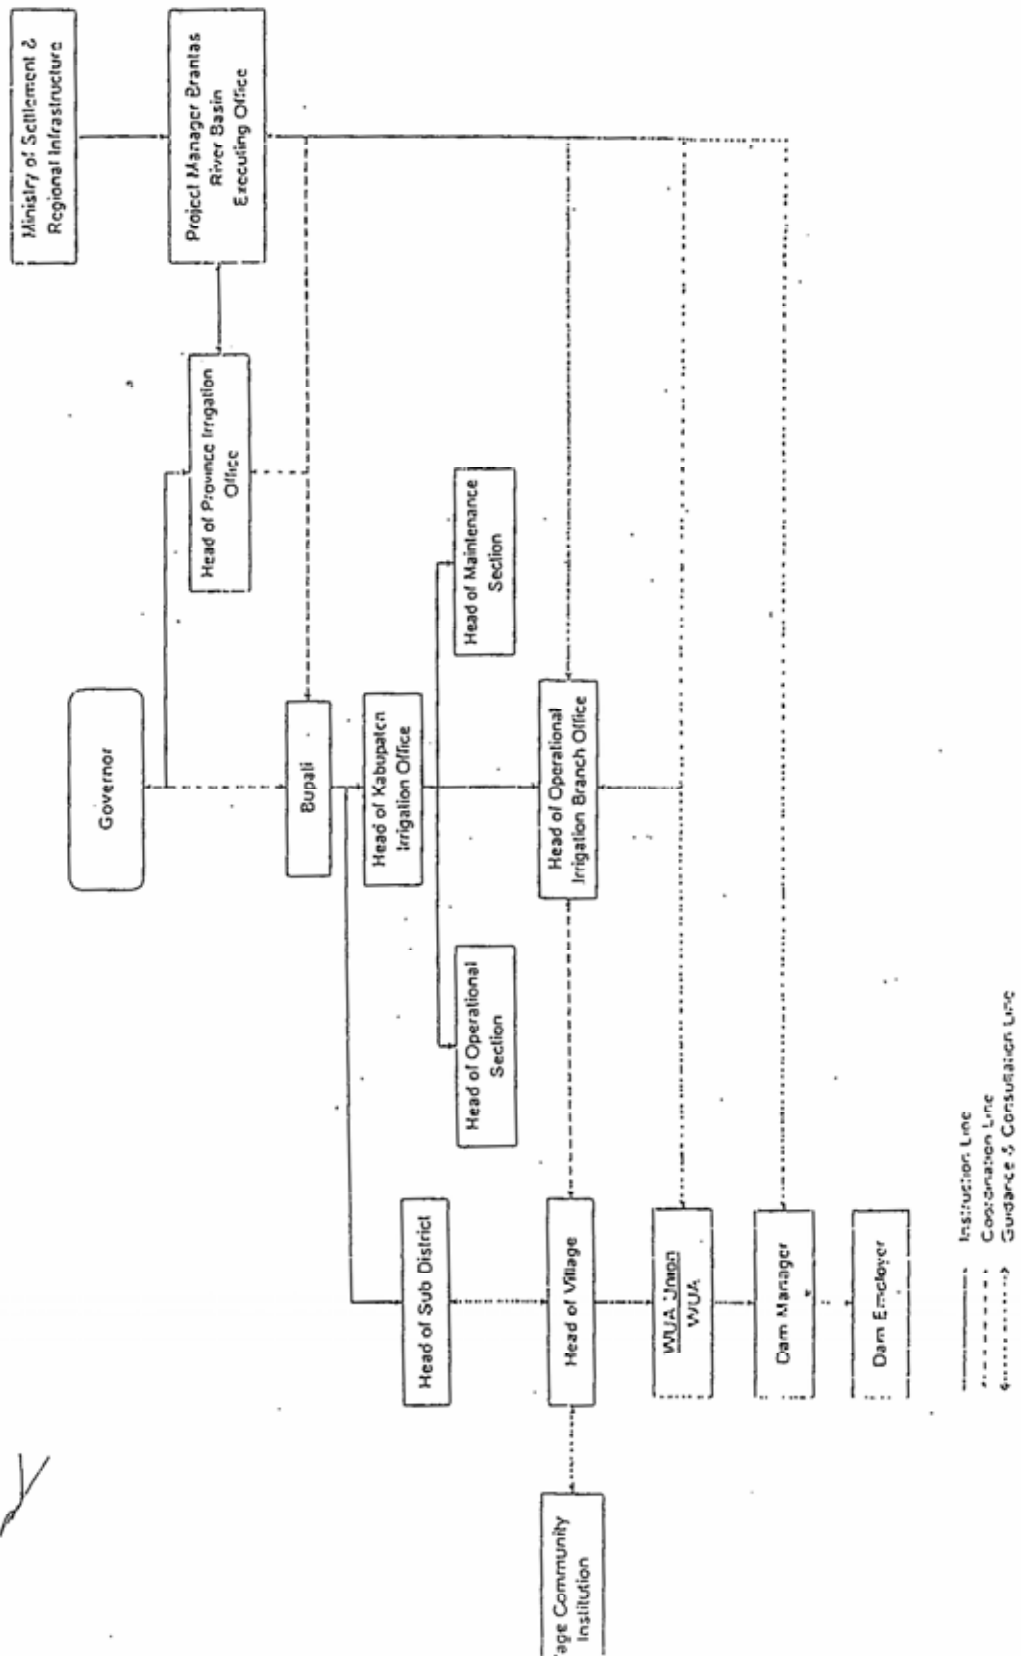 Ministry of Settlement &
Regional Infrastructure
Project Manager Brantas
River Basin
Executing Office
Governor
Head of Province Irrigation
Office
Bupati
Head of Kabupaten
Irrigation Office
Head of Sub District
Head of Operational
Section
Head of Maintenance
Section
age Community
Institution
Head of Village
Head of Operational
Irrigation Branch Office
WUA Union
WUA
Dam Manager
Dam Employer
Instruction Line
Coordination Line
Guidance & Consultation Line